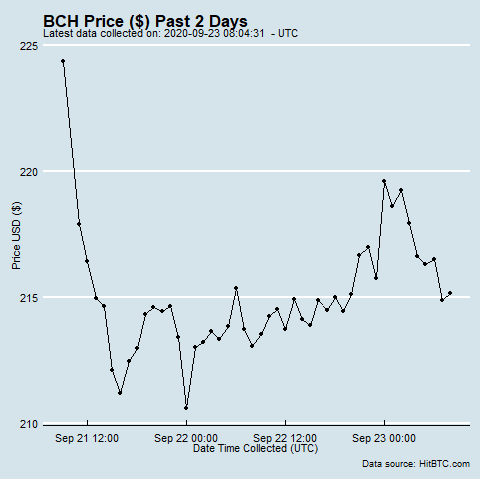 BCH Price ($) Past 2 Days
Latest data collected on: 2020-09-23 08:04:31  - UTC
225
220
215
210
Price USD ($)
Sep 21 12:00
Sep 22 00:00
Sep 22 12:00
Sep 23 00:00
Date Time Collected (UTC)
Data source: HitBTC.com